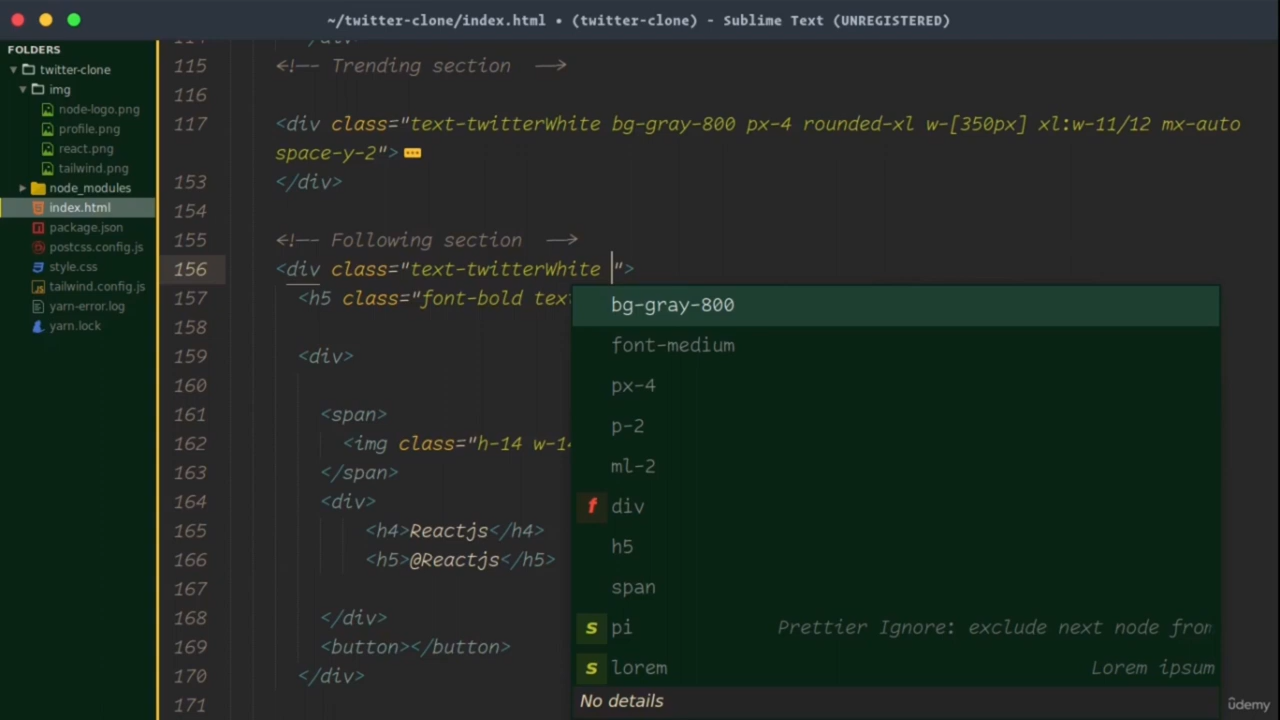 ~/twitter-clone/index.html • (twitter-clone) - Sublime Text (UNREGISTERED)
FOLDERS
twitter-clone
img
node-logo.png
profile.png
react.png
tailwind.png
node_modules
index.html
package.json
postcss.config.js
style.css
tailwind.config.js
yarn-error.log
yarn.lock
114 </div>
115 <!-- Trending section -->
116
117 <div class="text-twitterWhite bg-gray-800 px-4 rounded-xl w-[350px] xl:w-11/12 mx-auto
space-y-2">
153 </div>
154
155 <!-- Following section -->
156 <div class="text-twitterWhite ">
157 <h5 class="font-bold tex
158
159 <div>
160
161 <span>
162 <img class="h-14 w-14
163 </span>
164 <div>
165 <h4>Reactjs</h4>
166 <h5>@Reactjs</h5>
167
168 </div>
169 <button></button>
170 </div>
171
bg-gray-800
font-medium
px-4
p-2
ml-2
f div
h5
span
s pi Prettier Ignore: exclude next node from
s lorem Lorem ipsum
No details
ûdemy